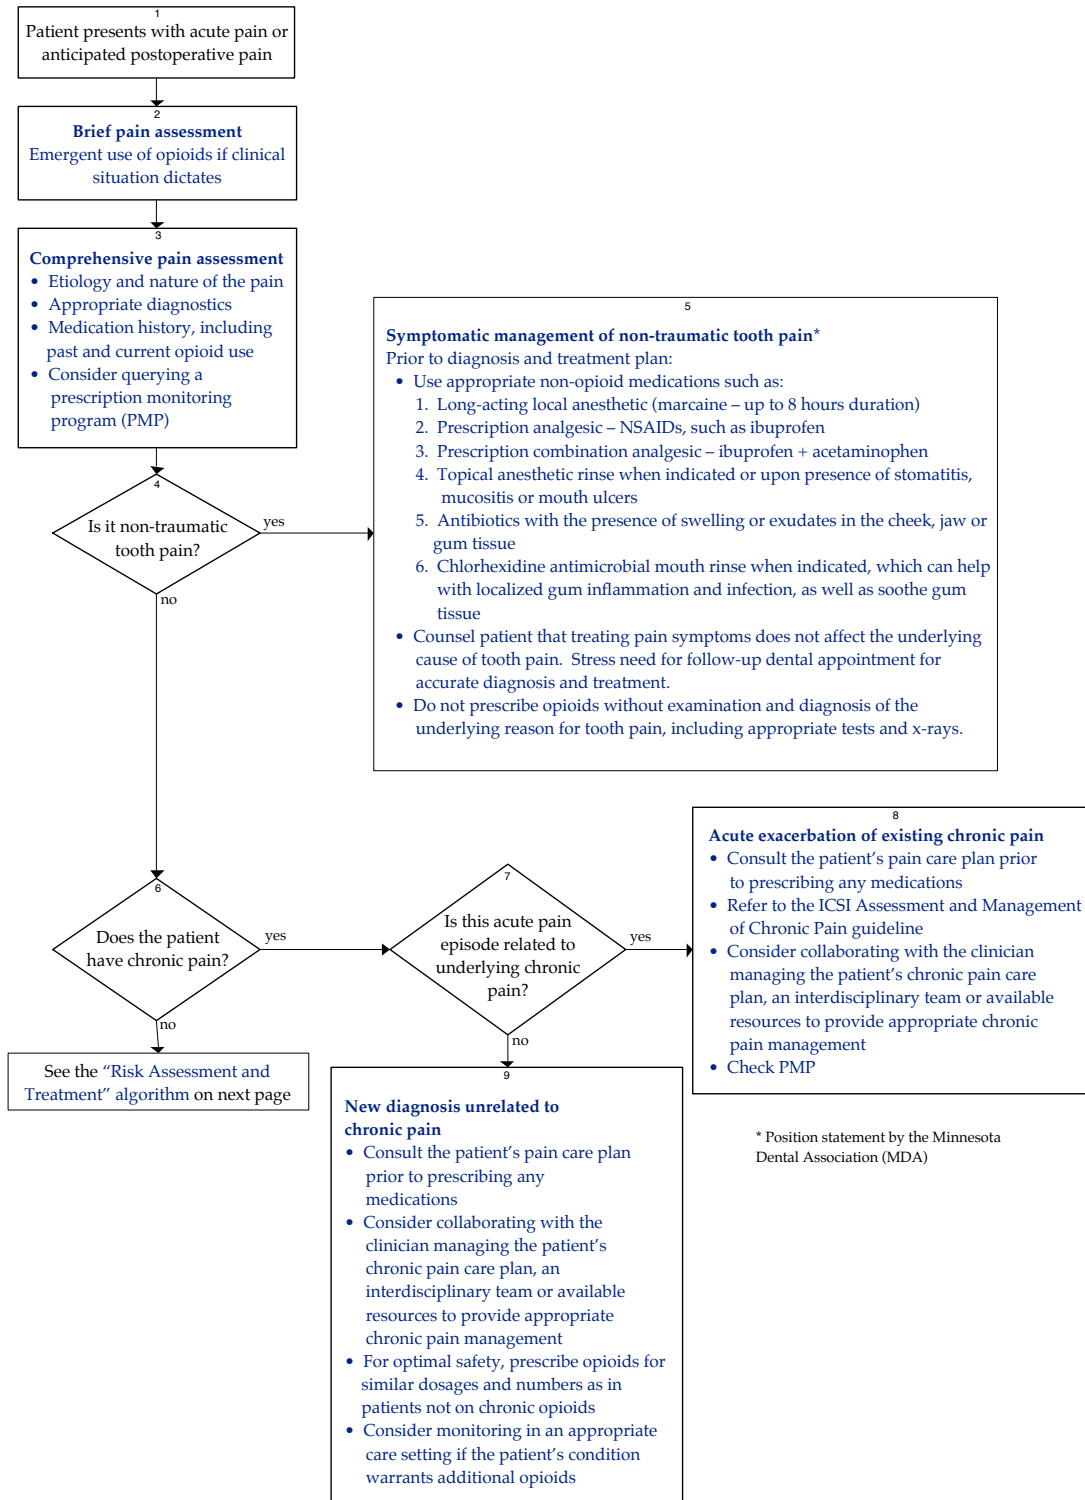 1
Patient presents with acute pain or
anticipated postoperative pain
2
Brief pain assessment
Emergent use of opioids if clinical
situation dictates
3
Comprehensive pain assessment
• Etiology and nature of the pain
• Appropriate diagnostics
• Medication history, including
past and current opioid use
• Consider querying a
prescription monitoring
program (PMP)
4
Is it non-traumatic
tooth pain?
yes
no
5
Symptomatic management of non-traumatic tooth pain*
Prior to diagnosis and treatment plan:
• Use appropriate non-opioid medications such as:
1. Long-acting local anesthetic (marcaine – up to 8 hours duration)
2. Prescription analgesic – NSAIDs, such as ibuprofen
3. Prescription combination analgesic – ibuprofen + acetaminophen
4. Topical anesthetic rinse when indicated or upon presence of stomatitis,
mucositis or mouth ulcers
5. Antibiotics with the presence of swelling or exudates in the cheek, jaw or
gum tissue
6. Chlorhexidine antimicrobial mouth rinse when indicated, which can help
with localized gum inflammation and infection, as well as soothe gum
tissue
• Counsel patient that treating pain symptoms does not affect the underlying
cause of tooth pain. Stress need for follow-up dental appointment for
accurate diagnosis and treatment.
• Do not prescribe opioids without examination and diagnosis of the
underlying reason for tooth pain, including appropriate tests and x-rays.
6
Does the patient
have chronic pain?
yes
no
See the "Risk Assessment and
Treatment" algorithm on next page
7
Is this acute pain
episode related to
underlying chronic
pain?
yes
no
8
Acute exacerbation of existing chronic pain
• Consult the patient's pain care plan prior
to prescribing any medications
• Refer to the ICSI Assessment and Management
of Chronic Pain guideline
• Consider collaborating with the clinician
managing the patient's chronic pain care
plan, an interdisciplinary team or available
resources to provide appropriate chronic
pain management
• Check PMP
9
New diagnosis unrelated to
chronic pain
• Consult the patient's pain care plan
prior to prescribing any
medications
• Consider collaborating with the
clinician managing the patient's
chronic pain care plan, an
interdisciplinary team or available
resources to provide appropriate
chronic pain management
• For optimal safety, prescribe opioids for
similar dosages and numbers as in
patients not on chronic opioids
• Consider monitoring in an appropriate
care setting if the patient's condition
warrants additional opioids
* Position statement by the Minnesota
Dental Association (MDA)